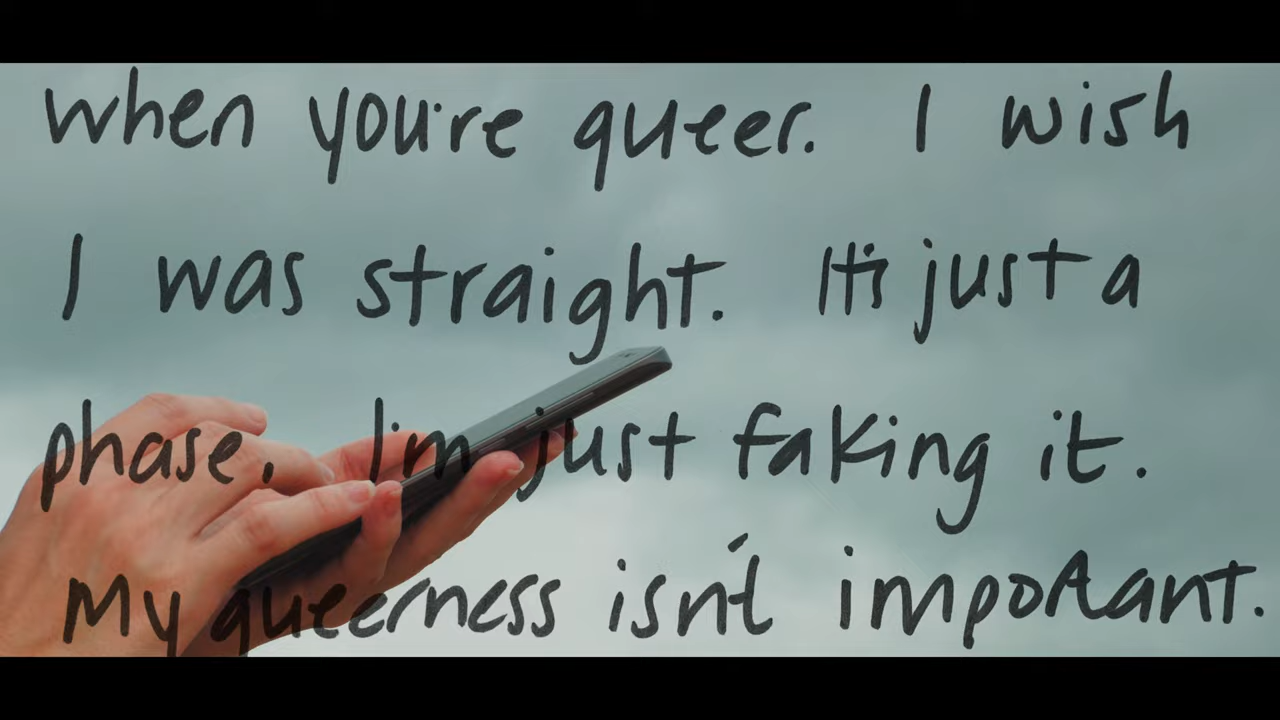 when you're queer. I wish
I was straight. It's just a
phase. I'm just faking it.
My queerness isn't important.